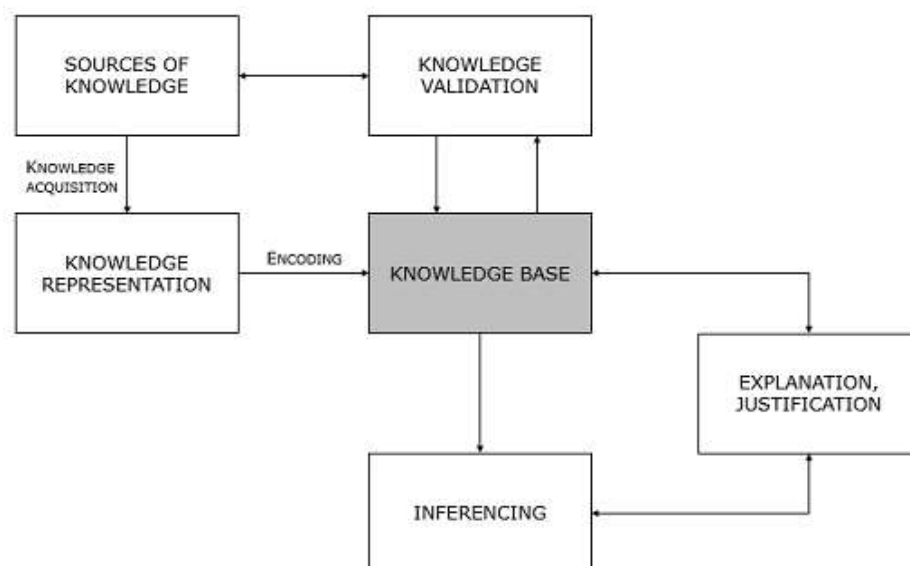 SOURCES OF
KNOWLEDGE
KNOWLEDGE
VALIDATION
KNOWLEDGE
ACQUISITION
KNOWLEDGE
REPRESENTATION
ENCODING
KNOWLEDGE BASE
EXPLANATION,
JUSTIFICATION
INFERENCING